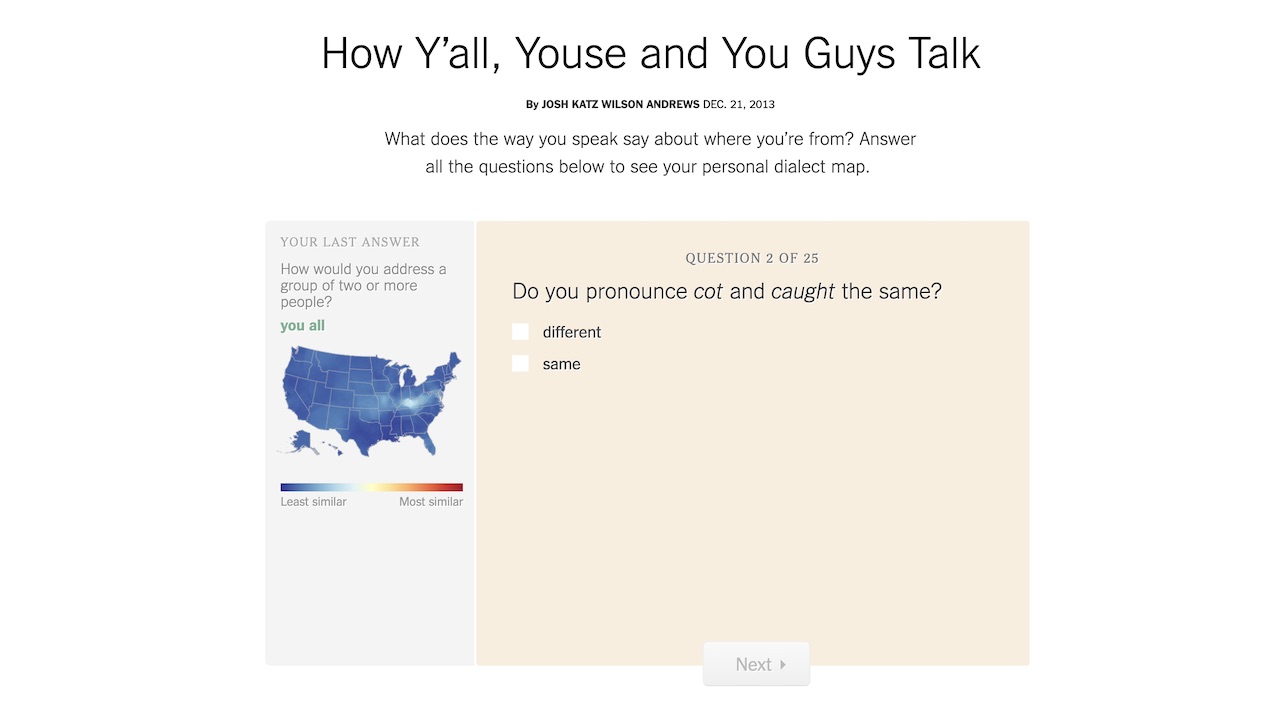 How Y’all, Youse and You Guys Talk
By JOSH KATZ WILSON ANDREWS DEC. 21, 2013
What does the way you speak say about where you’re from? Answer
all the questions below to see your personal dialect map.
YOUR LAST ANSWER
How would you address a
group of two or more
people?
you all
Least similar
Most similar
QUESTION 2 OF 25
Do you pronounce cot and caught the same?
different
same
Next